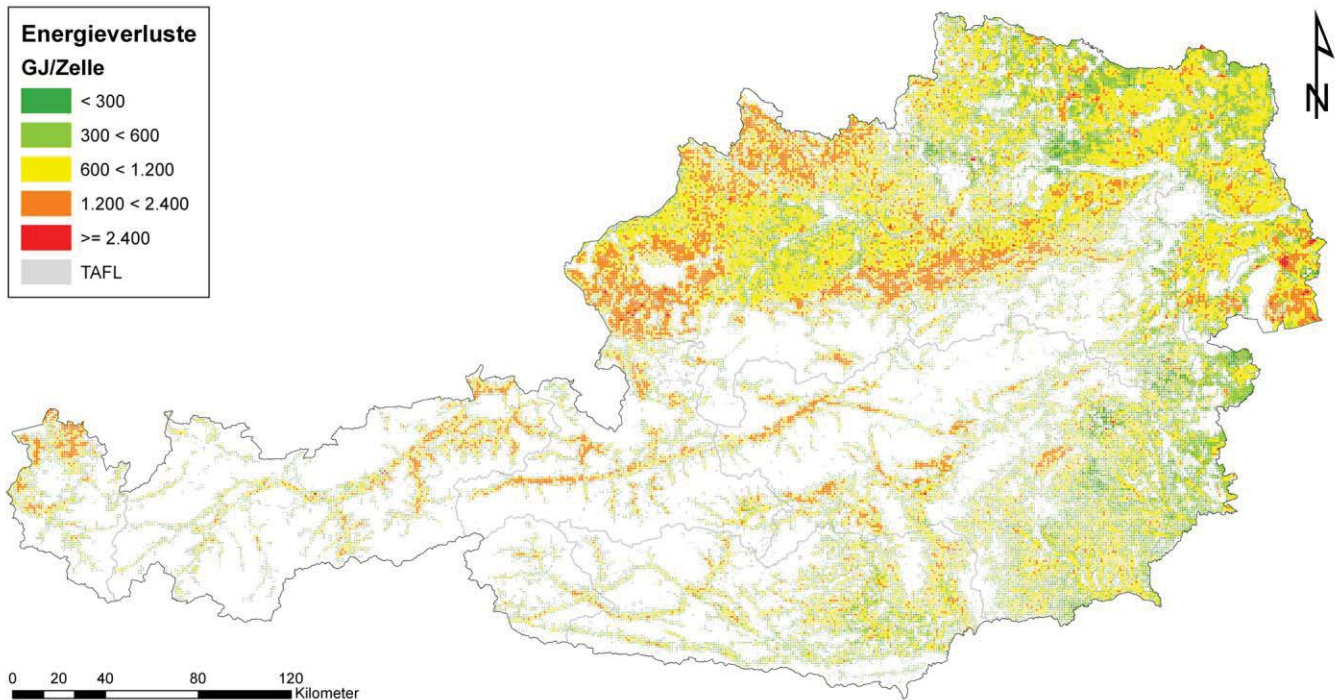 Energieverluste
GJ/Zelle
< 300
300 < 600
600 < 1.200
1.200 < 2.400
>= 2.400
TAFL
N
0 20 40 80 120
Kilometer